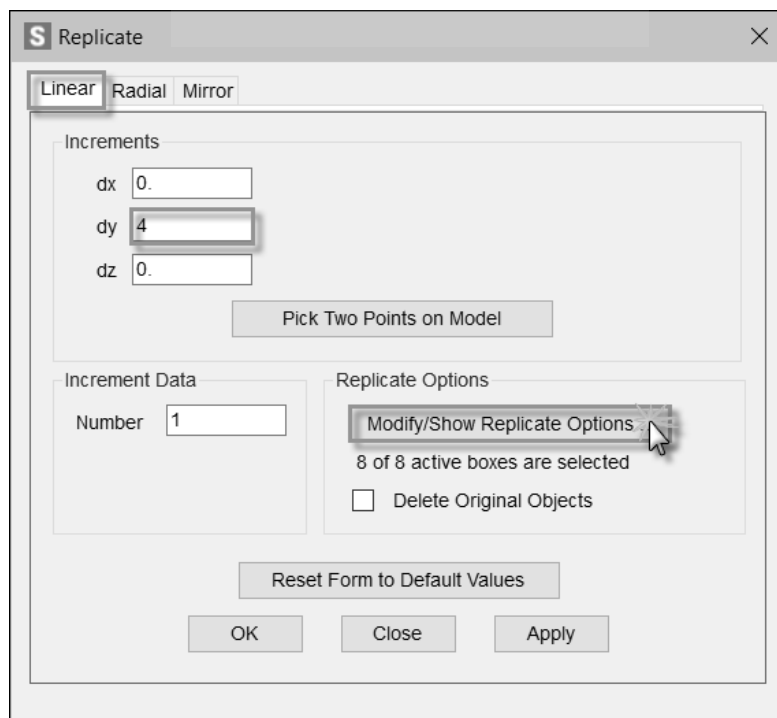 S Replicate
Linear Radial Mirror
Increments
dx 0.
dy 4
dz 0.
Pick Two Points on Model
Increment Data
Number 1
Replicate Options
Modify/Show Replicate Options
8 of 8 active boxes are selected
Delete Original Objects
Reset Form to Default Values
OK Close Apply